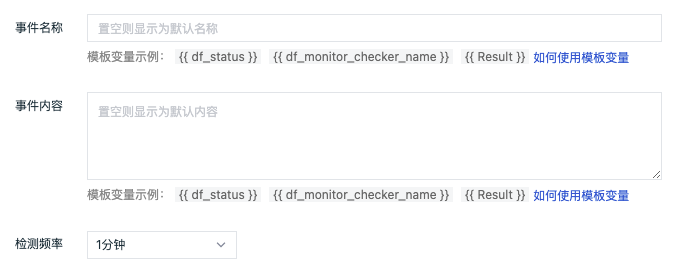 事件名称 置空则显示为默认名称
模板变量示例： {{ df_status }} {{ df_monitor_checker_name }} {{ Result }} 如何使用模板变量
事件内容 置空则显示为默认内容
模板变量示例： {{ df_status }} {{ df_monitor_checker_name }} {{ Result }} 如何使用模板变量
检测频率 1分钟